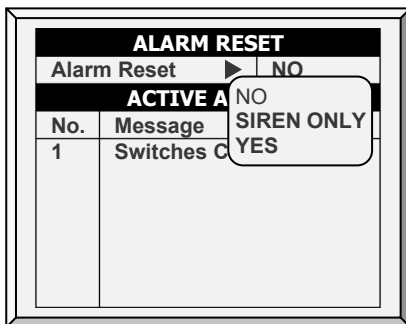 ALARM RESET
Alarm Reset ▶ NO
ACTIVE A
NO
SIREN ONLY
YES
No. Message
1 Switches C